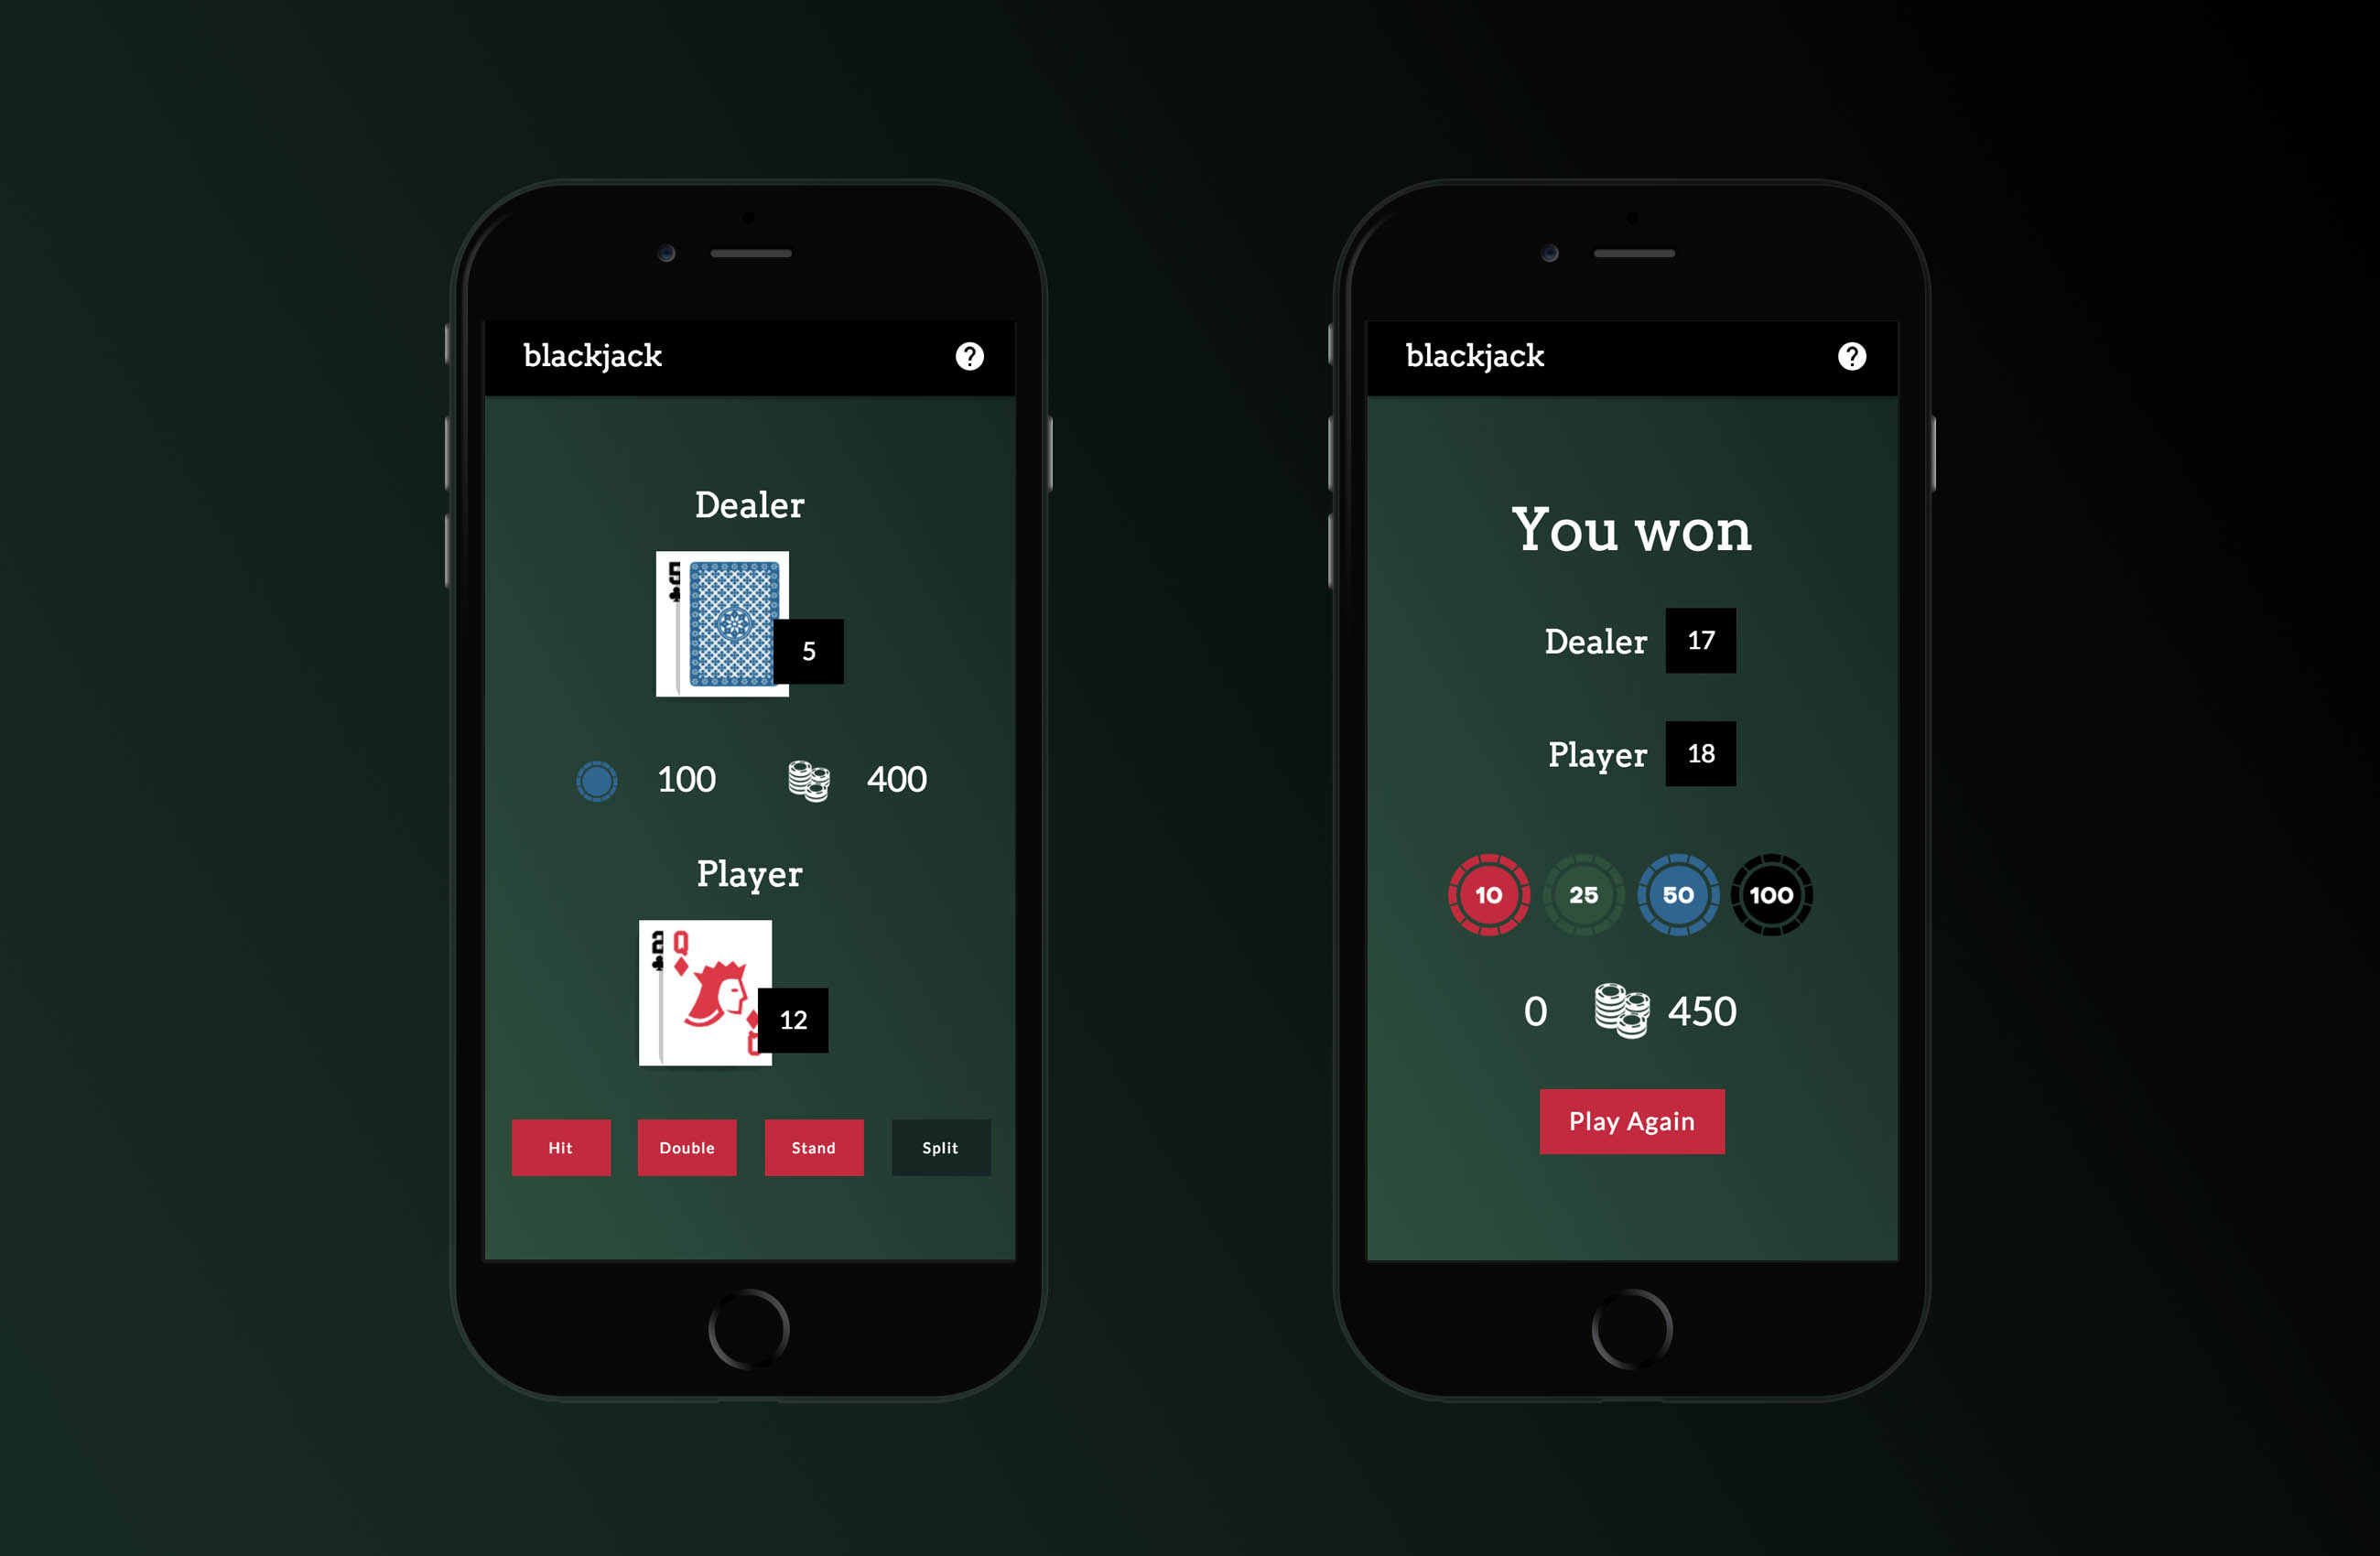 blackjack ?
Dealer
5
5
100 400
Player
2 Q
12
Q
Hit Double Stand Split
blackjack ?
You won
Dealer 17
Player 18
10 25 50 100
0 450
Play Again